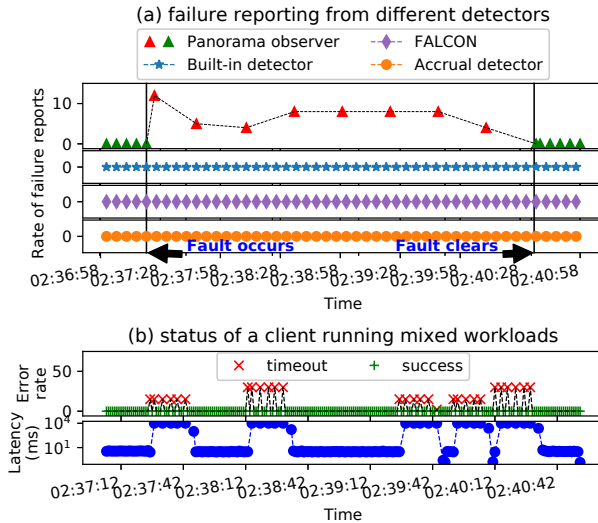 (a) failure reporting from different detectors
Panorama observer
FALCON
Built-in detector
Accrual detector
Rate of failure reports
10
0
0
0
0
Fault occurs
Fault clears
02:36:58
02:37:28
02:37:58
02:38:28
02:38:58
02:39:28
02:39:58
02:40:28
02:40:58
Time
(b) status of a client running mixed workloads
timeout
success
Error
rate
50
0
Latency
(ms)
10⁴
10¹
02:37:12
02:37:42
02:38:12
02:38:42
02:39:12
02:39:42
02:40:12
02:40:42
Time